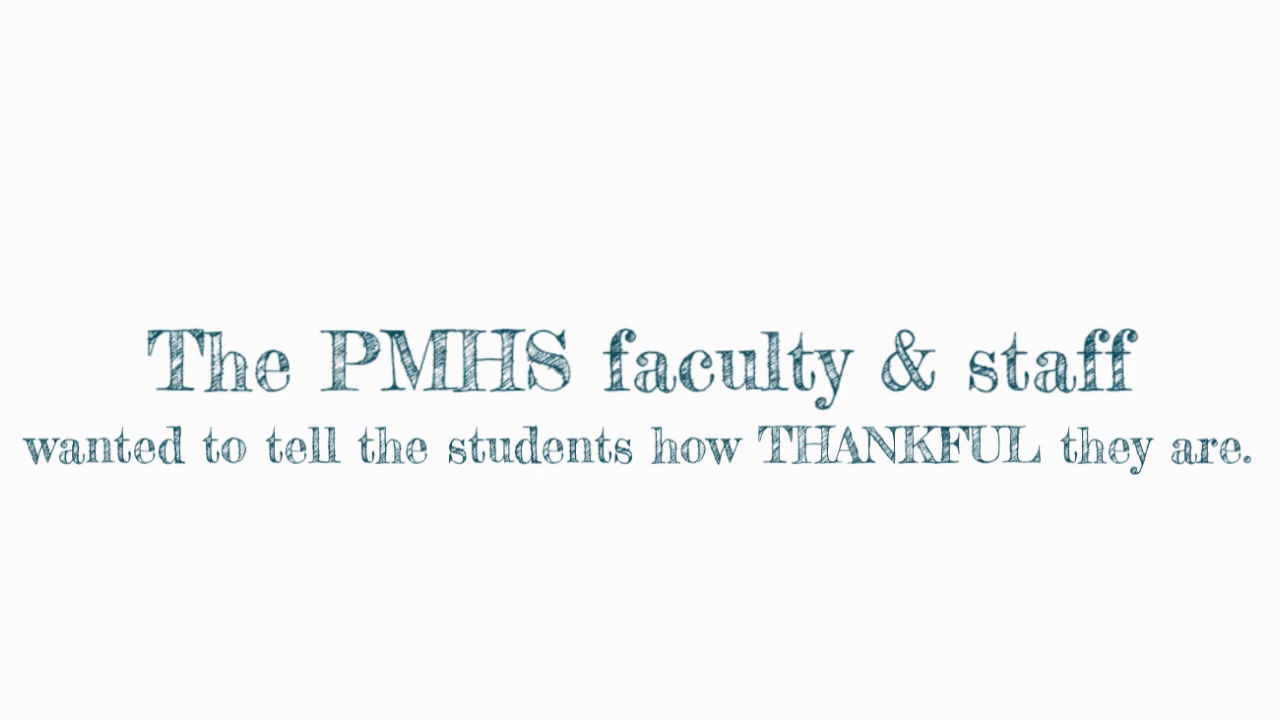 The PMHS faculty & staff
wanted to tell the students how THANKFUL they are.